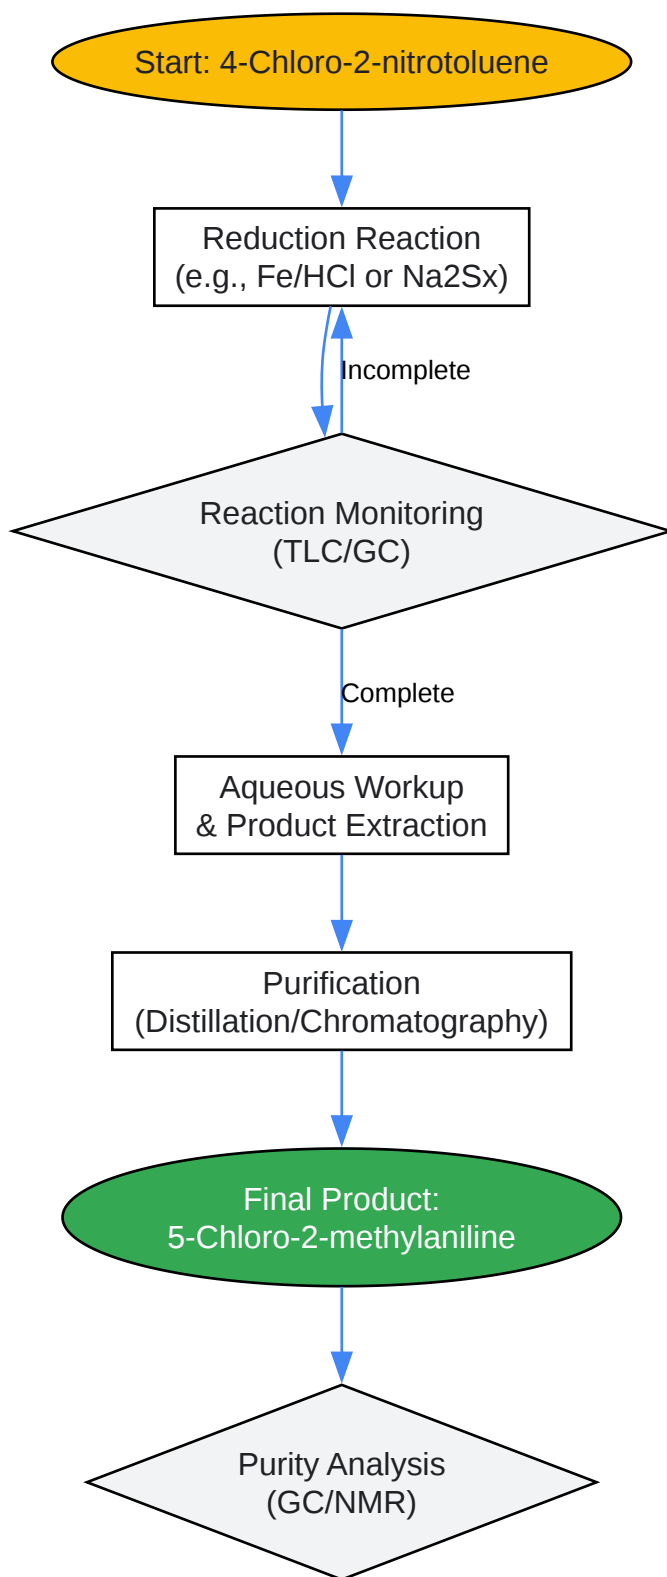 Start: 4-Chloro-2-nitrotoluene
Reduction Reaction
(e.g., Fe/HCl or Na2Sx)
Incomplete
Reaction Monitoring
(TLC/GC)
Complete
Aqueous Workup
& Product Extraction
Purification
(Distillation/Chromatography)
Final Product:
5-Chloro-2-methylaniline
Purity Analysis
(GC/NMR)